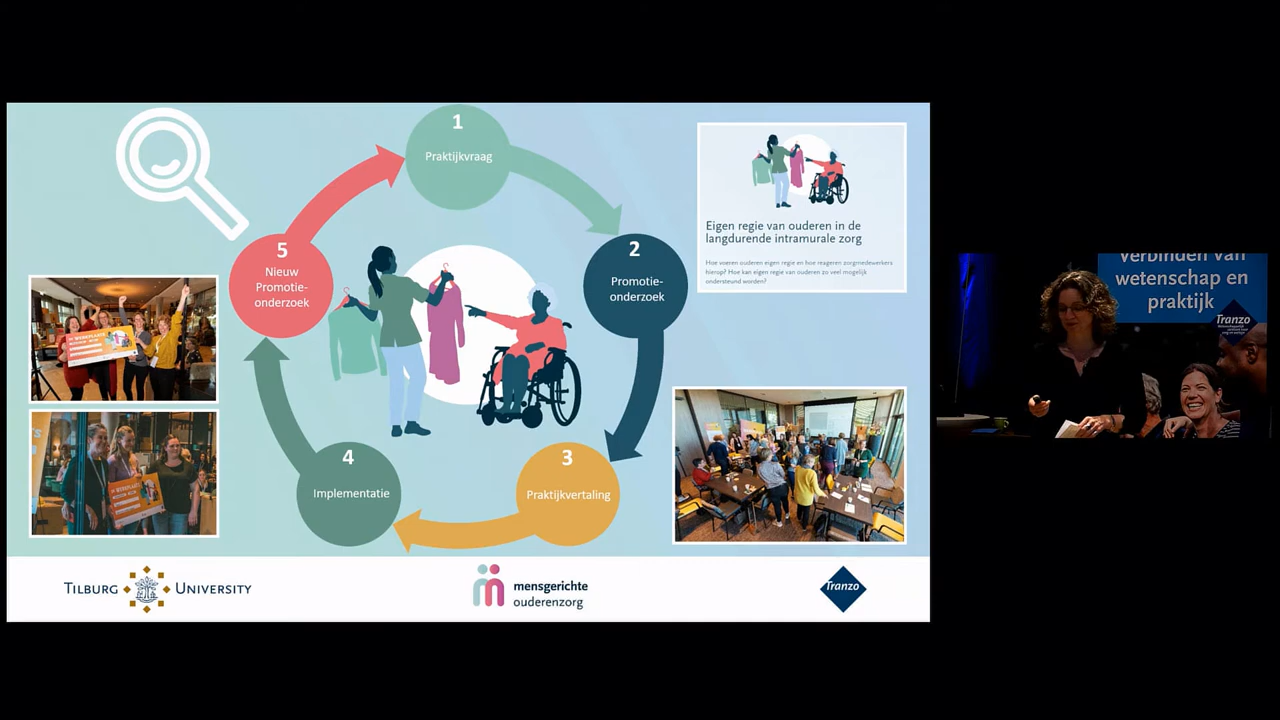 1
Praktijkvraag
2
Promotie-
onderzoek
3
Praktijkvertaling
4
Implementatie
5
Nieuw
Promotie-
onderzoek
Eigen regie van ouderen in de
langdurende intramurale zorg
Hoe voeren ouderen eigen regie en hoe reageren zorgmedewerkers
hierop? Hoe kan eigen regie van ouderen zo veel mogelijk
ondersteund worden?
TILBURG UNIVERSITY
mensgerichte
ouderenzorg
Tranzo
Verbinden van
wetenschap en
praktijk
Tranzo